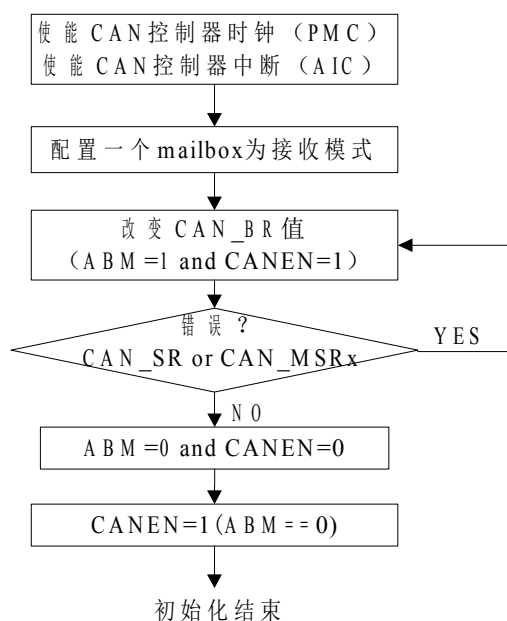 使能CAN控制器时钟（PMC）
使能CAN控制器中断（AIC）
配置一个mailbox为接收模式
改变CAN_BR值
（ABM=1 and CANEN=1）
错误？
CAN_SR or CAN_MSRx
YES
NO
ABM=0 and CANEN=0
CANEN=1(ABM==0)
初始化结束